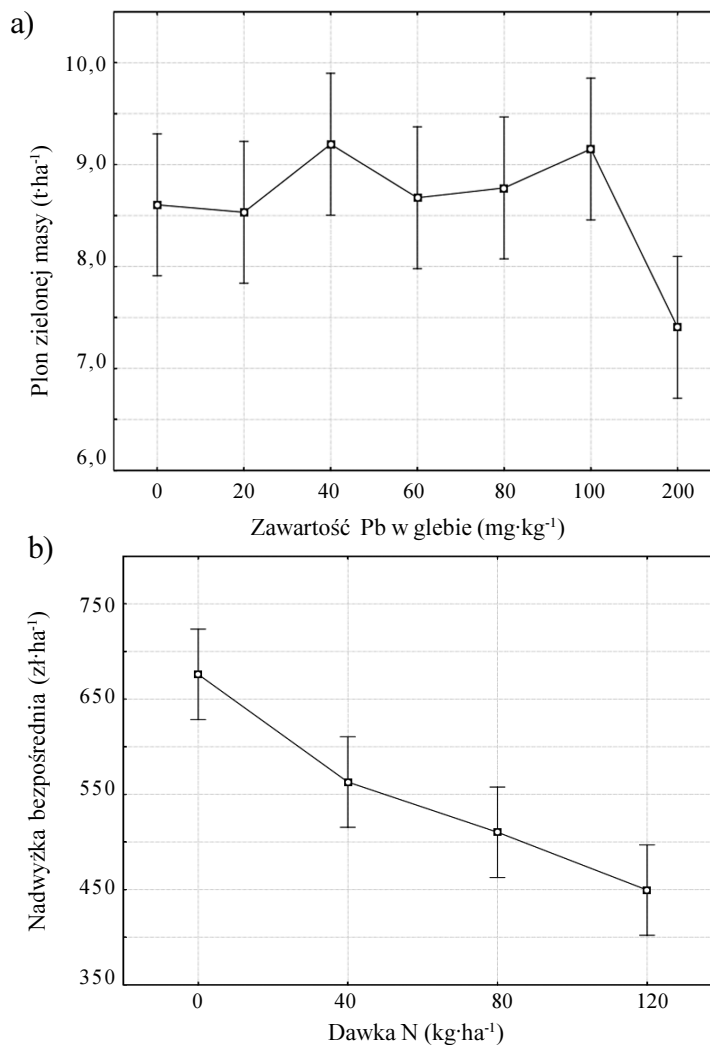 a)
Plon zielonej masy (t·ha⁻¹)
10,0
9,0
8,0
7,0
6,0
0 20 40 60 80 100 200
Zawartość Pb w glebie (mg·kg⁻¹)
b)
Nadwyżka bezpośrednia (zł·ha⁻¹)
750
650
550
450
350
0 40 80 120
Dawka N (kg·ha⁻¹)